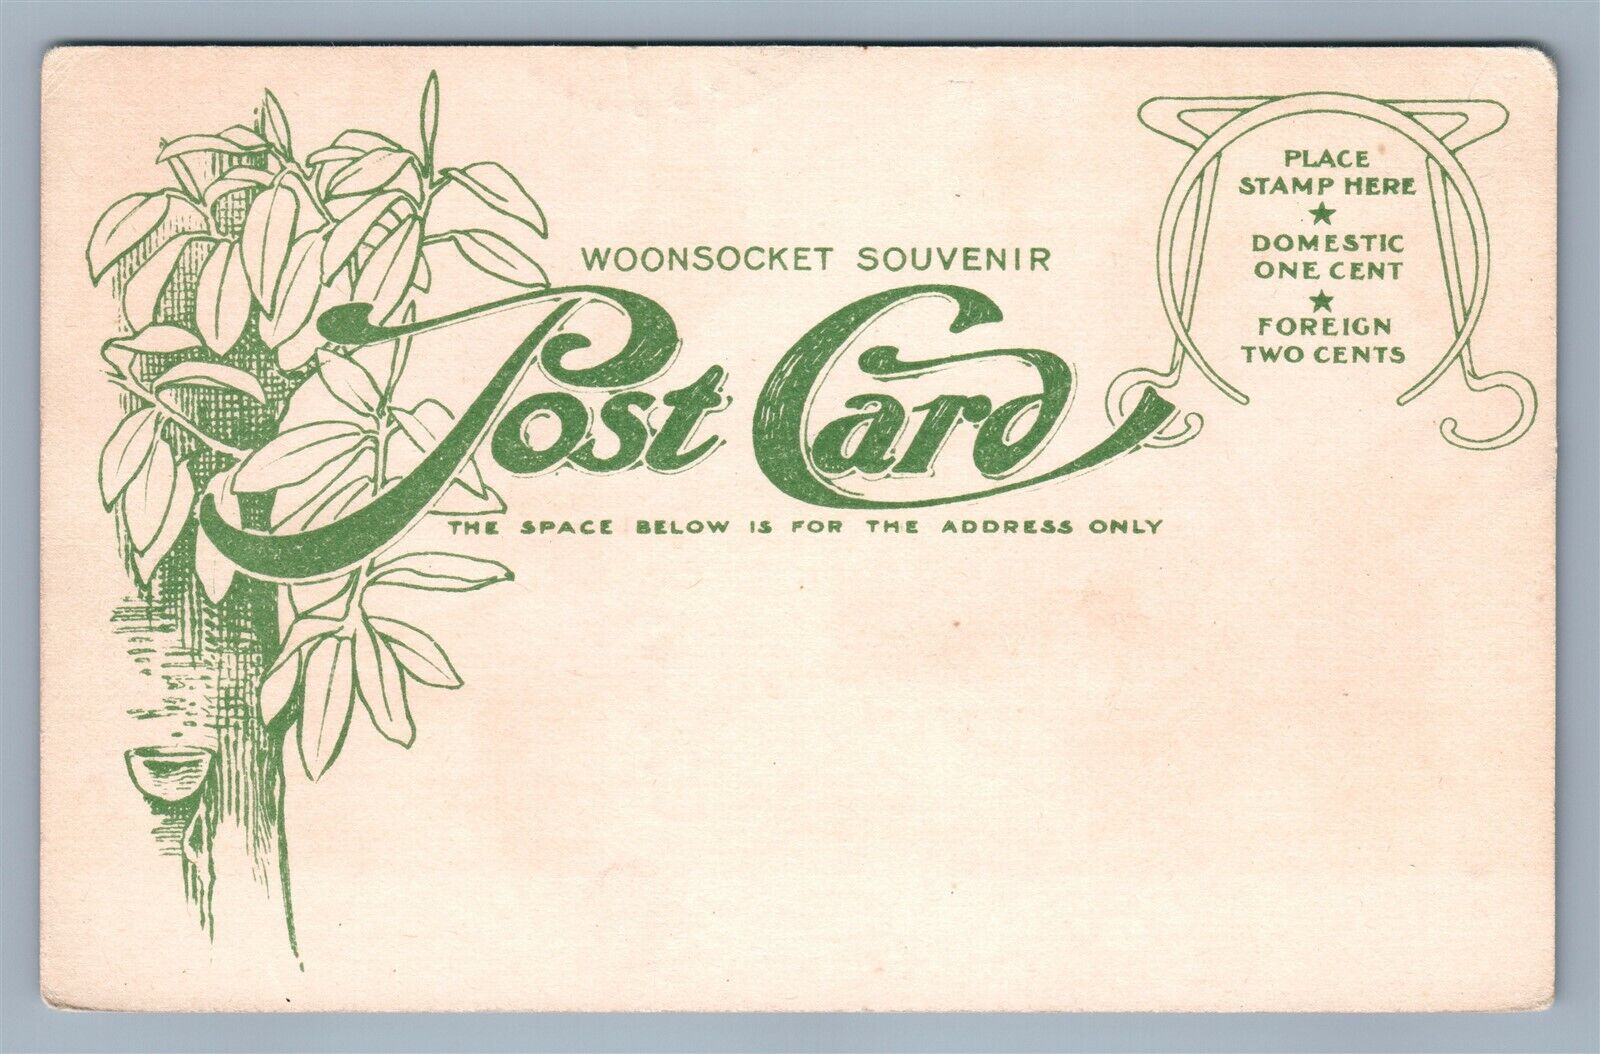 WOONSOCKET SOUVENIR
Post Card
THE SPACE BELOW IS FOR THE ADDRESS ONLY
PLACE
STAMP HERE
★
DOMESTIC
ONE CENT
★
FOREIGN
TWO CENTS